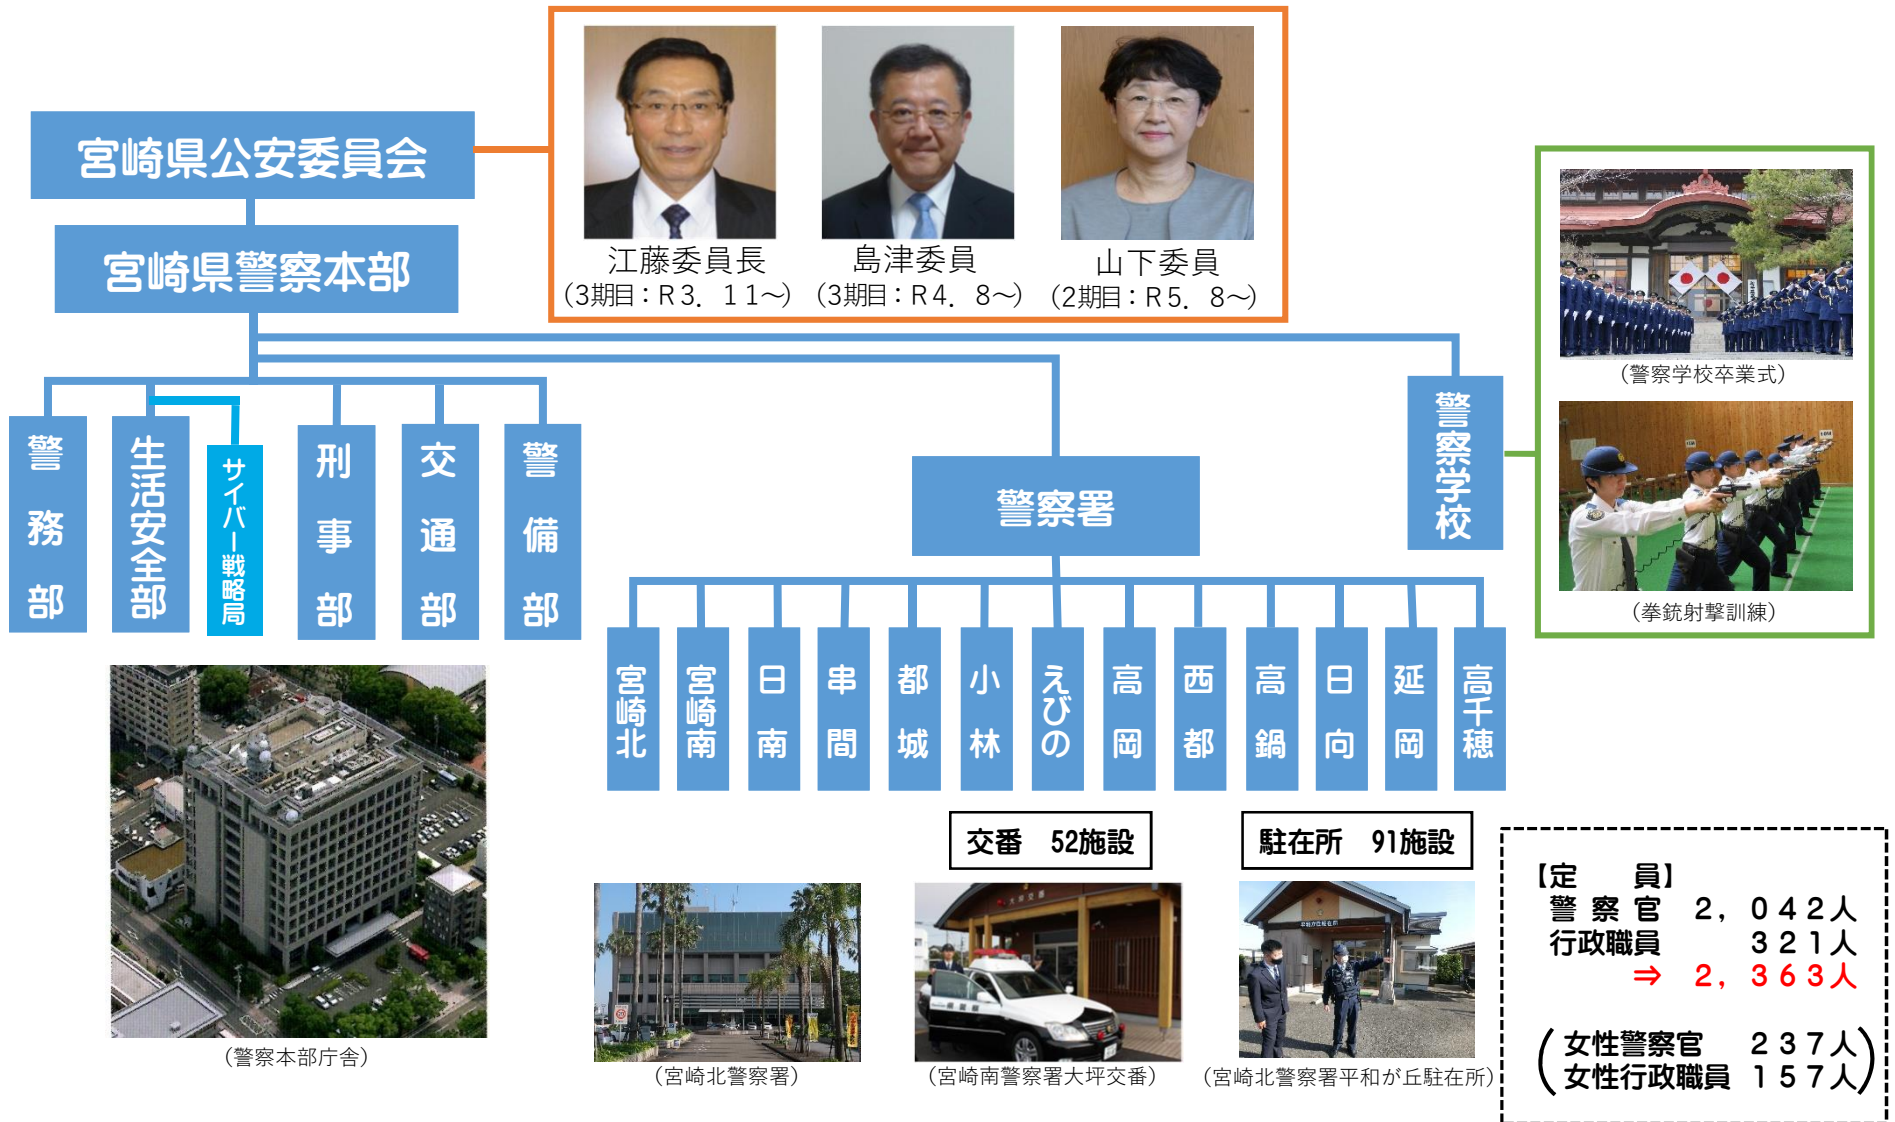 宮崎県公安委員会
宮崎県警察本部
江藤委員長
(3期目：R3．11～)
島津委員
(3期目：R4．8～)
山下委員
(2期目：R5．8～)
警務部
生活安全部
サイバー戦略局
刑事部
交通部
警備部
警察署
警察学校
(警察学校卒業式)
(拳銃射撃訓練)
宮崎北
宮崎南
日南
串間
都城
小林
えびの
高岡
西都
高鍋
日向
延岡
高千穂
交番　52施設
駐在所　91施設
大坪交番
(警察本部庁舎)
(宮崎北警察署)
(宮崎南警察署大坪交番)
(宮崎北警察署平和が丘駐在所)
【定　員】
警察官　2，042人
行政職員　321人
⇒　2，363人
(女性警察官　237人
女性行政職員　157人)